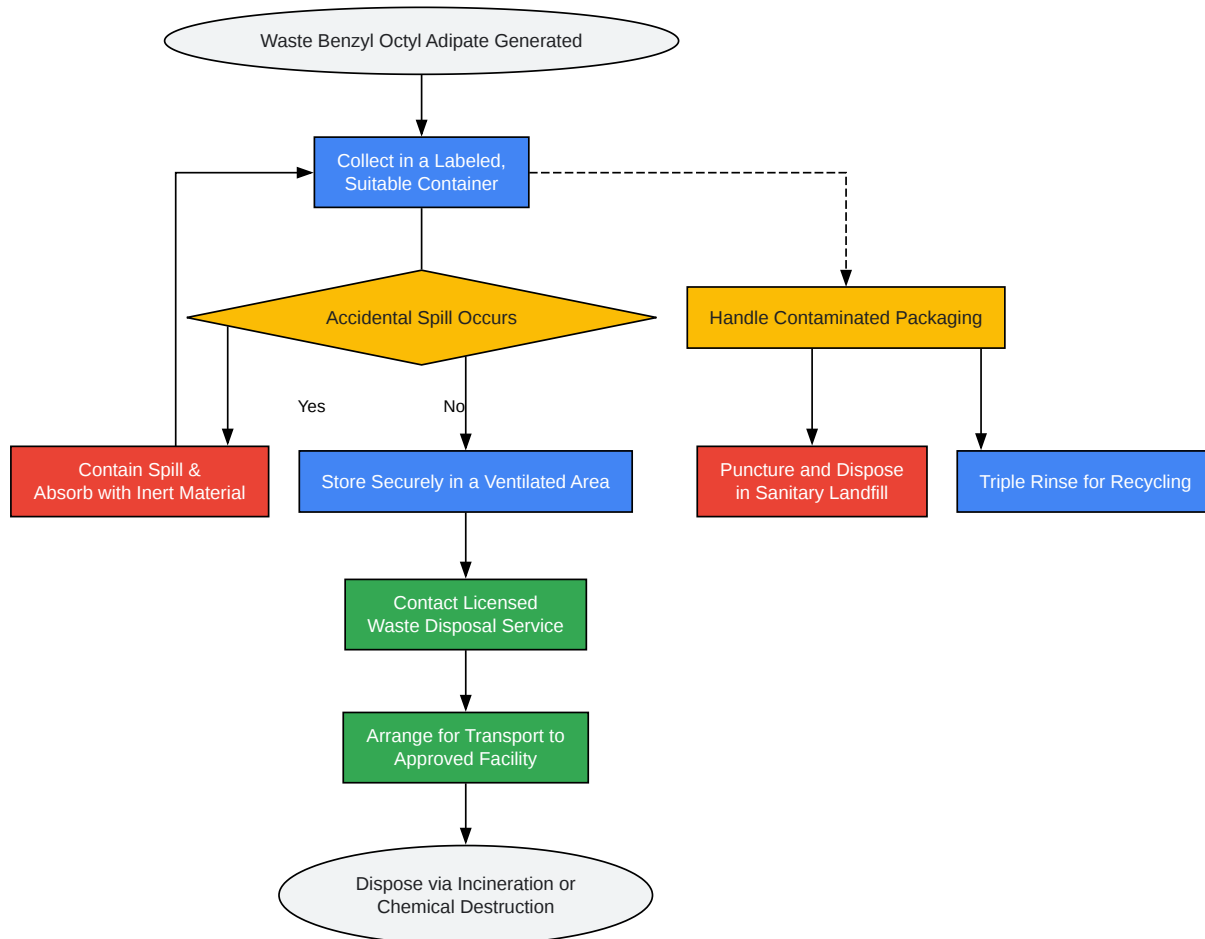 Waste Benzyl Octyl Adipate Generated
Collect in a Labeled,
Suitable Container
Accidental Spill Occurs
Handle Contaminated Packaging
Yes
No
Contain Spill &
Absorb with Inert Material
Store Securely in a Ventilated Area
Puncture and Dispose
in Sanitary Landfill
Triple Rinse for Recycling
Contact Licensed
Waste Disposal Service
Arrange for Transport to
Approved Facility
Dispose via Incineration or
Chemical Destruction